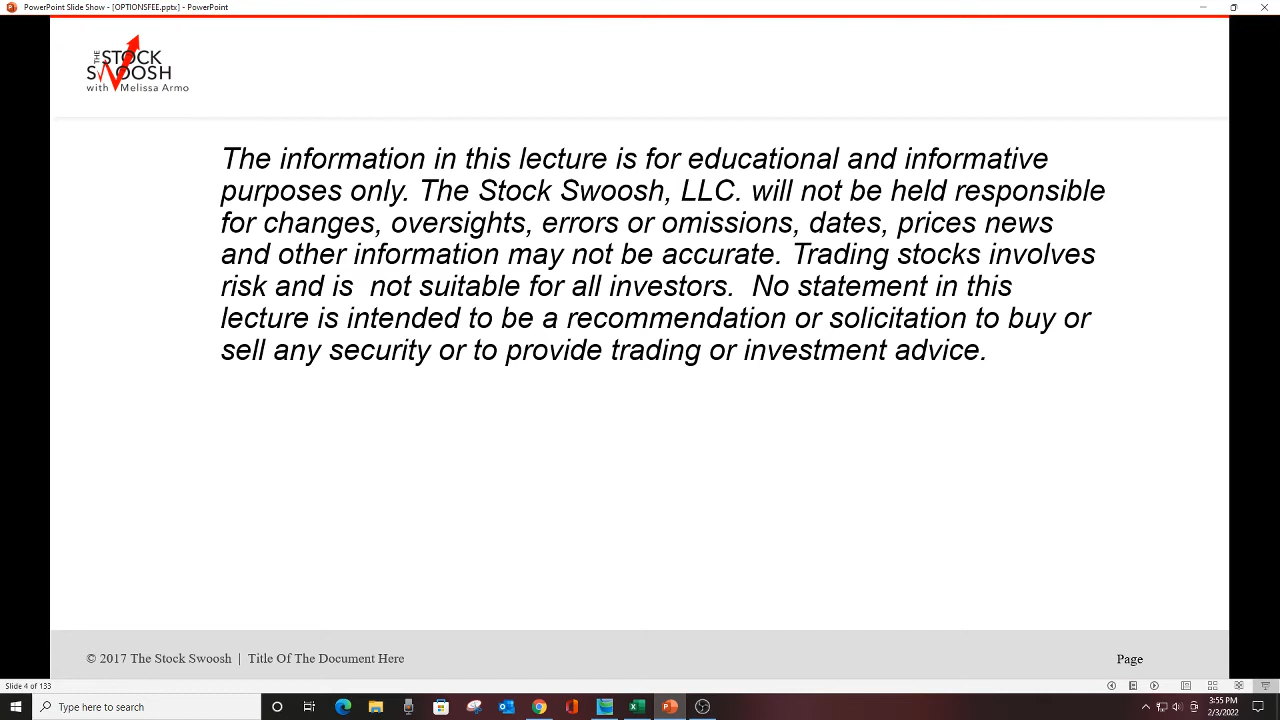 PowerPoint Slide Show - [OPTIONSFEE.pptx] - PowerPoint
THE STOCK
SWOOSH
with Melissa Armo
The information in this lecture is for educational and informative
purposes only. The Stock Swoosh, LLC. will not be held responsible
for changes, oversights, errors or omissions, dates, prices news
and other information may not be accurate. Trading stocks involves
risk and is  not suitable for all investors.  No statement in this
lecture is intended to be a recommendation or solicitation to buy or
sell any security or to provide trading or investment advice.
© 2017 The Stock Swoosh | Title Of The Document Here
Page
Slide 4 of 133
Type here to search
3:55 PM
2/3/2022